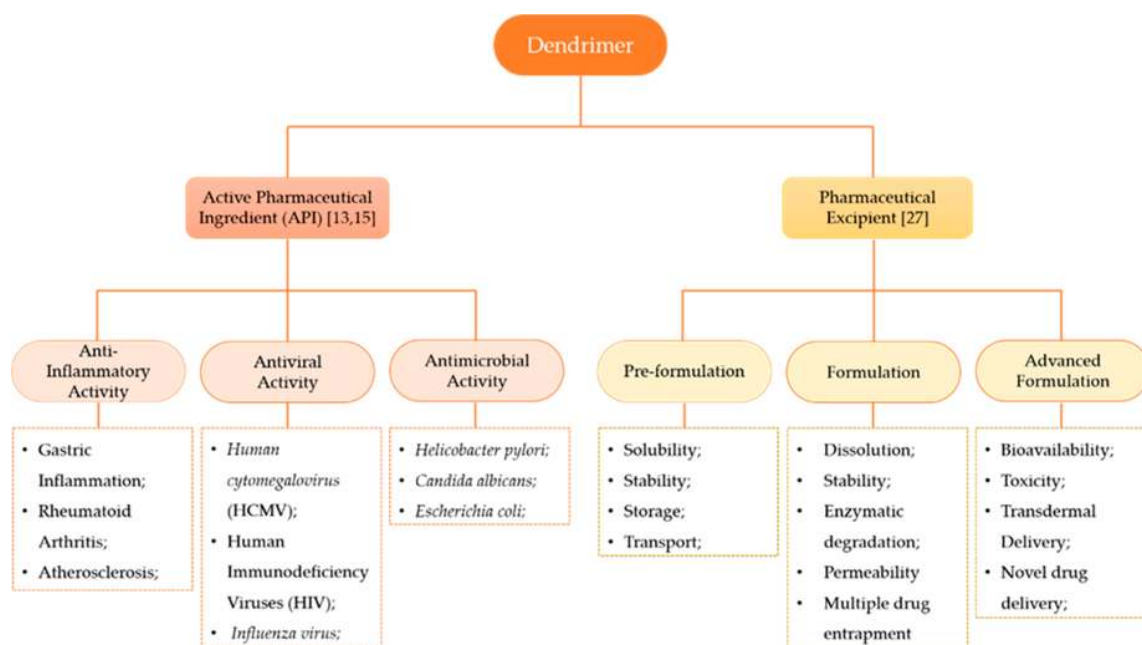 Dendrimer
Active Pharmaceutical
Ingredient (API) [13,15]
Pharmaceutical
Excipient [27]
Anti-
Inflammatory
Activity
Antiviral
Activity
Antimicrobial
Activity
Pre-formulation
Formulation
Advanced
Formulation
• Gastric
Inflammation;
• Rheumatoid
Arthritis;
• Atherosclerosis;
• Human
cytomegalovirus
(HCMV);
• Human
Immunodeficiency
Viruses (HIV);
• Influenza virus;
• Helicobacter pylori;
• Candida albicans;
• Escherichia coli;
• Solubility;
• Stability;
• Storage;
• Transport;
• Dissolution;
• Stability;
• Enzymatic
degradation;
• Permeability
• Multiple drug
entrapment
• Bioavailability;
• Toxicity;
• Transdermal
Delivery;
• Novel drug
delivery;